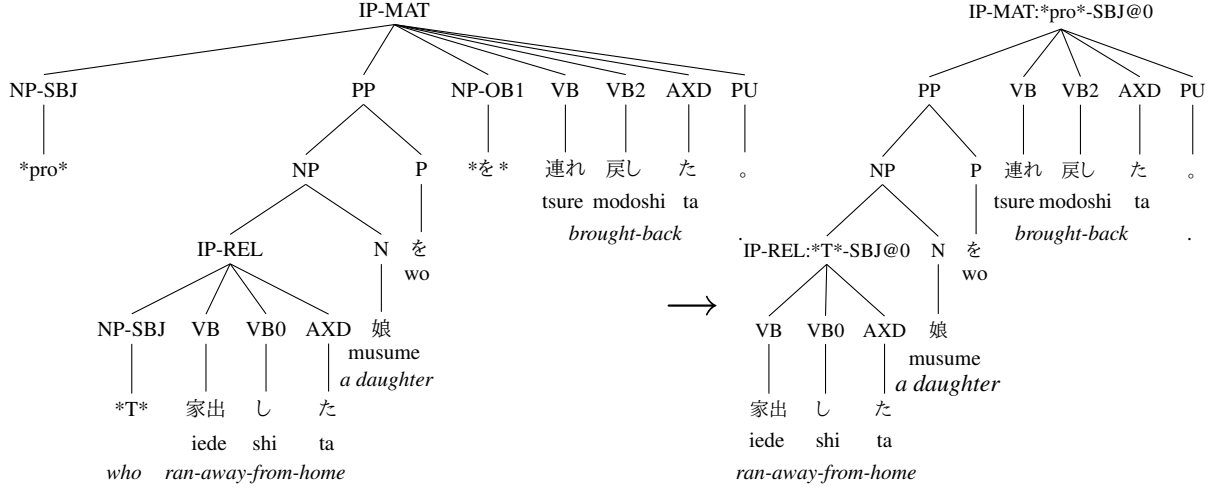 IP-MAT IP-MAT:*pro*-SBJ@0
NP-SBJ PP NP-OB1 VB VB2 AXD PU PP VB VB2 AXD PU
*pro* NP P *を* 連れ 戻し た 。 NP P 連れ 戻し た 。
tsure modoshi ta tsure modoshi ta
brought-back . brought-back .
IP-REL N を IP-REL:*T*-SBJ@0 N を
wo wo
→
NP-SBJ VB VB0 AXD 娘 VB VB0 AXD 娘
musume musume
a daughter a daughter
*T* 家出 し た 家出 し た
iede shi ta iede shi ta
who ran-away-from-home ran-away-from-home